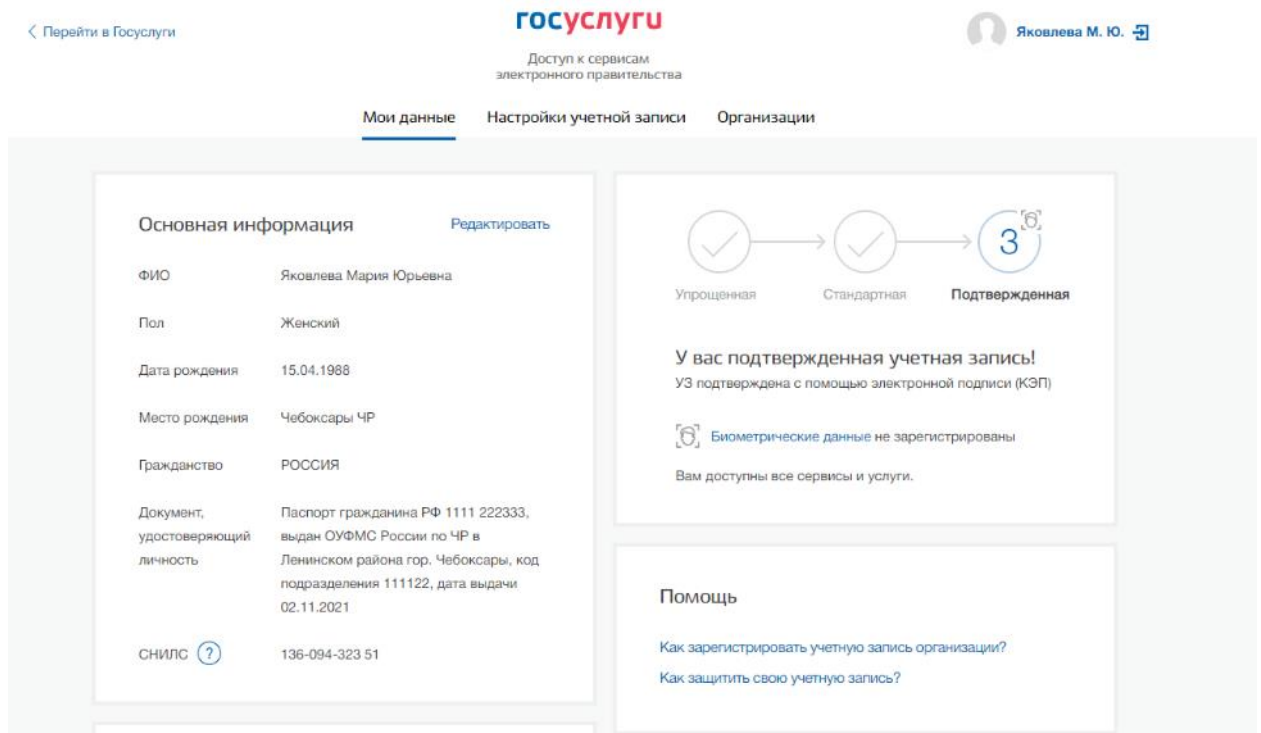 Перейти в Госуслуги
госуслуги
Яковлева М. Ю.
Доступ к сервисам
электронного правительства
Мои данные Настройки учетной записи Организации
Основная информация Редактировать
ФИО Яковлева Мария Юрьевна
Пол Женский
Дата рождения 15.04.1988
Место рождения Чебоксары ЧР
Гражданство РОССИЯ
Документ, Паспорт гражданина РФ 1111 222333,
удостоверяющий выдан ОУФМС России по ЧР в
личность Ленинском района гор. Чебоксары, код
подразделения 111122, дата выдачи
02.11.2021
СНИЛС ? 136-094-323 51
3
Упрощенная Стандартная Подтвержденная
У вас подтвержденная учетная запись!
УЗ подтверждена с помощью электронной подписи (КЭП)
Биометрические данные не зарегистрированы
Вам доступны все сервисы и услуги.
Помощь
Как зарегистрировать учетную запись организации?
Как защитить свою учетную запись?